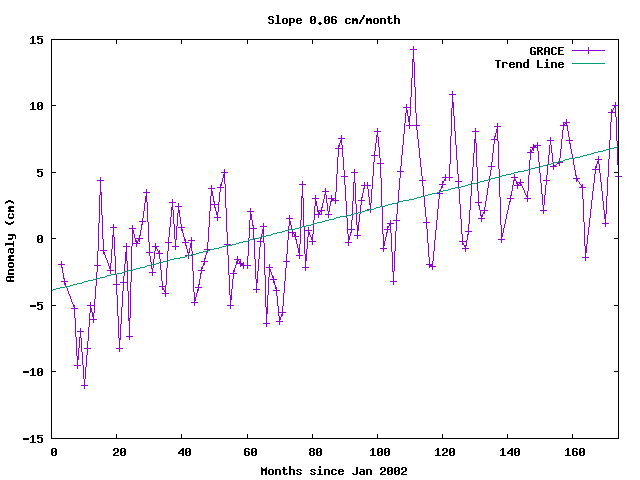 Slope 0.06 cm/month
GRACE
Trend Line
15
10
5
0
-5
-10
-15
Anomaly (cm)
0 20 40 60 80 100 120 140 160
Months since Jan 2002